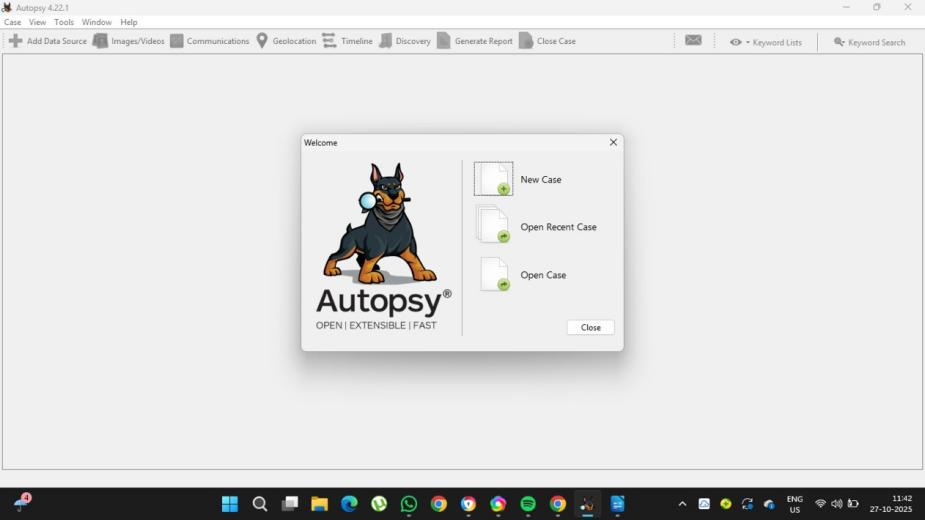 Autopsy 4.22.1
Case View Tools Window Help
Add Data Source Images/Videos Communications Geolocation Timeline Discovery Generate Report Close Case Keyword Lists Keyword Search
Welcome
New Case
Open Recent Case
Open Case
Autopsy®
OPEN | EXTENSIBLE | FAST
Close
4
ENG
US
11:42
27-10-2025